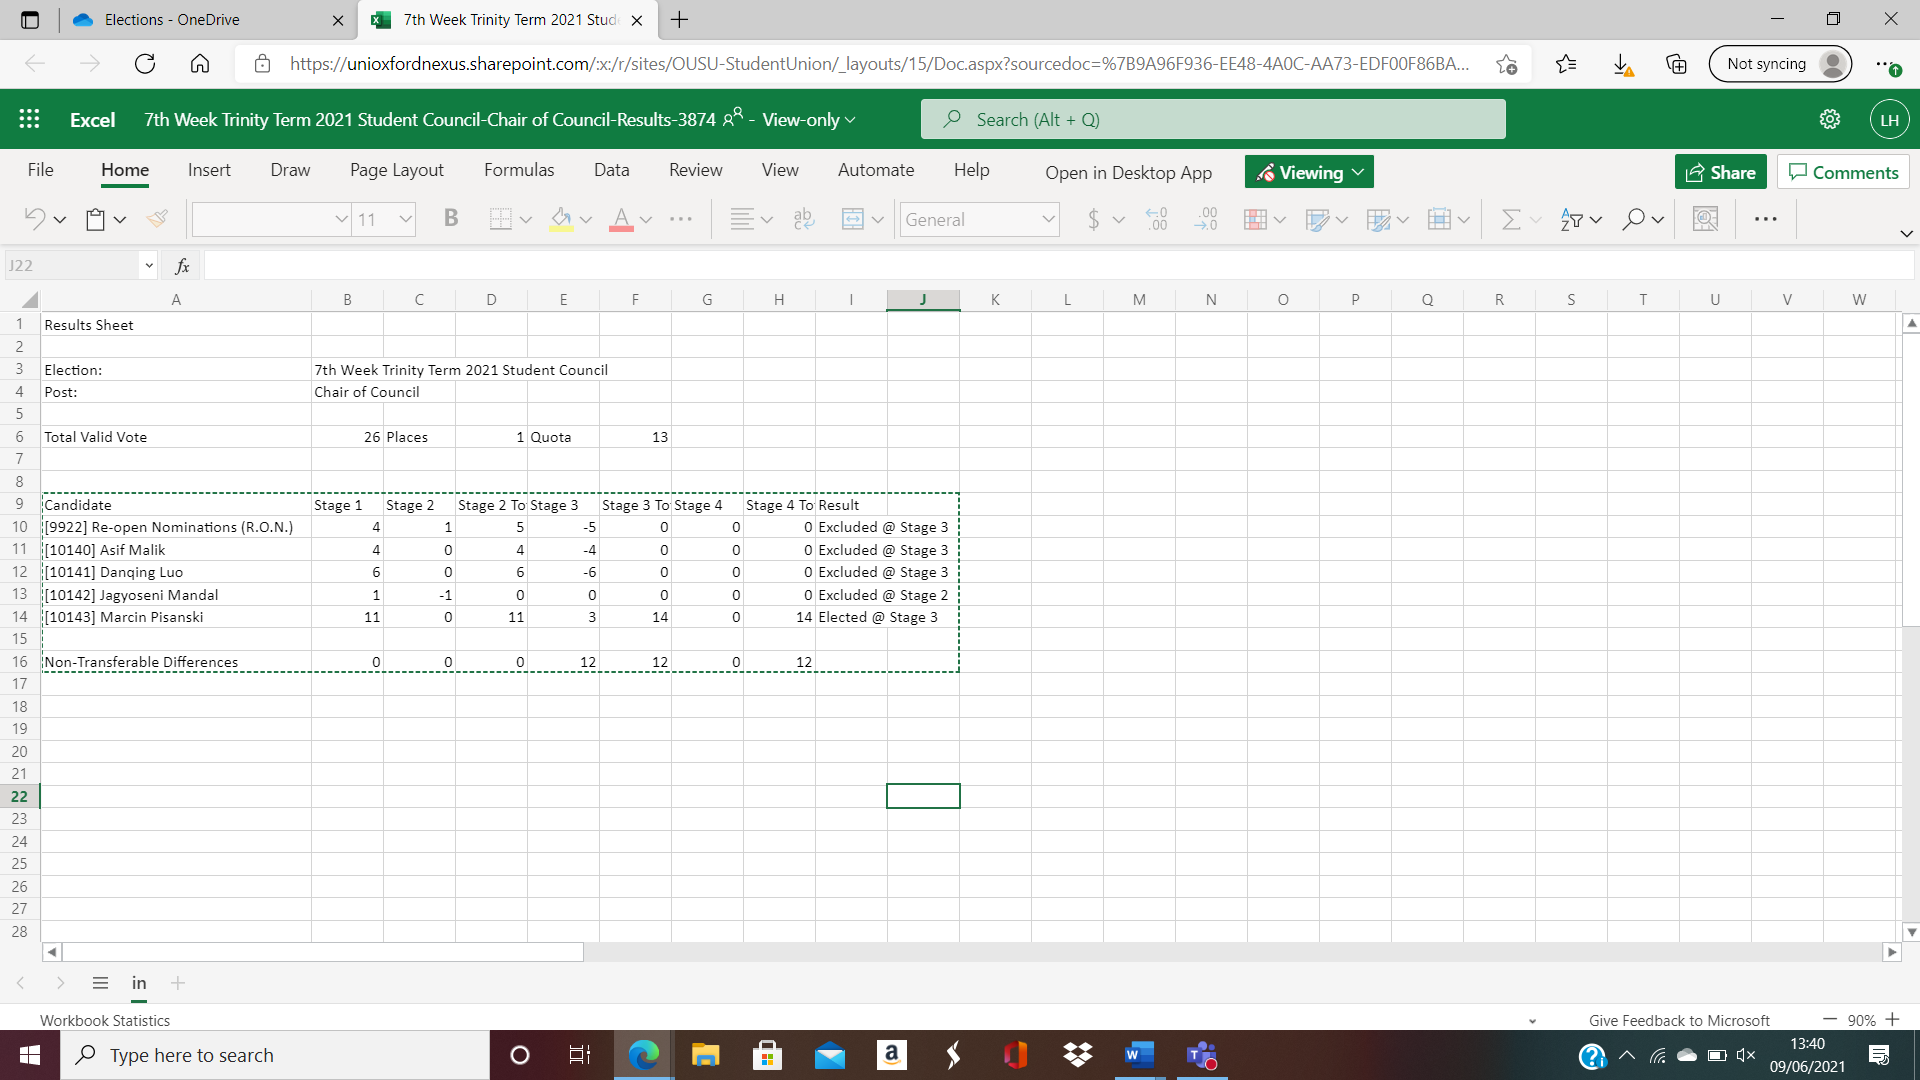 Elections - OneDrive
7th Week Trinity Term 2021 Stud
https://unioxfordnexus.sharepoint.com/:x:/r/sites/OUSU-StudentUnion/_layouts/15/Doc.aspx?sourcedoc=%7B9A96F936-EE48-4A0C-AA73-EDF00F86BA...
Not syncing
Excel 7th Week Trinity Term 2021 Student Council-Chair of Council-Results-3874 - View-only
Search (Alt + Q)
LH
File Home Insert Draw Page Layout Formulas Data Review View Automate Help Open in Desktop App Viewing Share Comments
11 B A ab General $ .00 .00
J22 fx
A B C D E F G H I J K L M N O P Q R S T U V W
1 Results Sheet
2
3 Election: 7th Week Trinity Term 2021 Student Council
4 Post: Chair of Council
5
6 Total Valid Vote 26 Places 1 Quota 13
7
8
9 Candidate Stage 1 Stage 2 Stage 2 To Stage 3 Stage 3 To Stage 4 Stage 4 To Result
10 [9922] Re-open Nominations (R.O.N.) 4 1 5 -5 0 0 0 Excluded @ Stage 3
11 [10140] Asif Malik 4 0 4 -4 0 0 0 Excluded @ Stage 3
12 [10141] Danqing Luo 6 0 6 -6 0 0 0 Excluded @ Stage 3
13 [10142] Jagyoseni Mandal 1 -1 0 0 0 0 0 Excluded @ Stage 2
14 [10143] Marcin Pisanski 11 0 11 3 14 0 14 Elected @ Stage 3
15
16 Non-Transferable Differences 0 0 0 12 12 0 12
17
18
19
20
21
22
23
24
25
26
27
28
in
Workbook Statistics Give Feedback to Microsoft 90%
Type here to search
13:40
09/06/2021